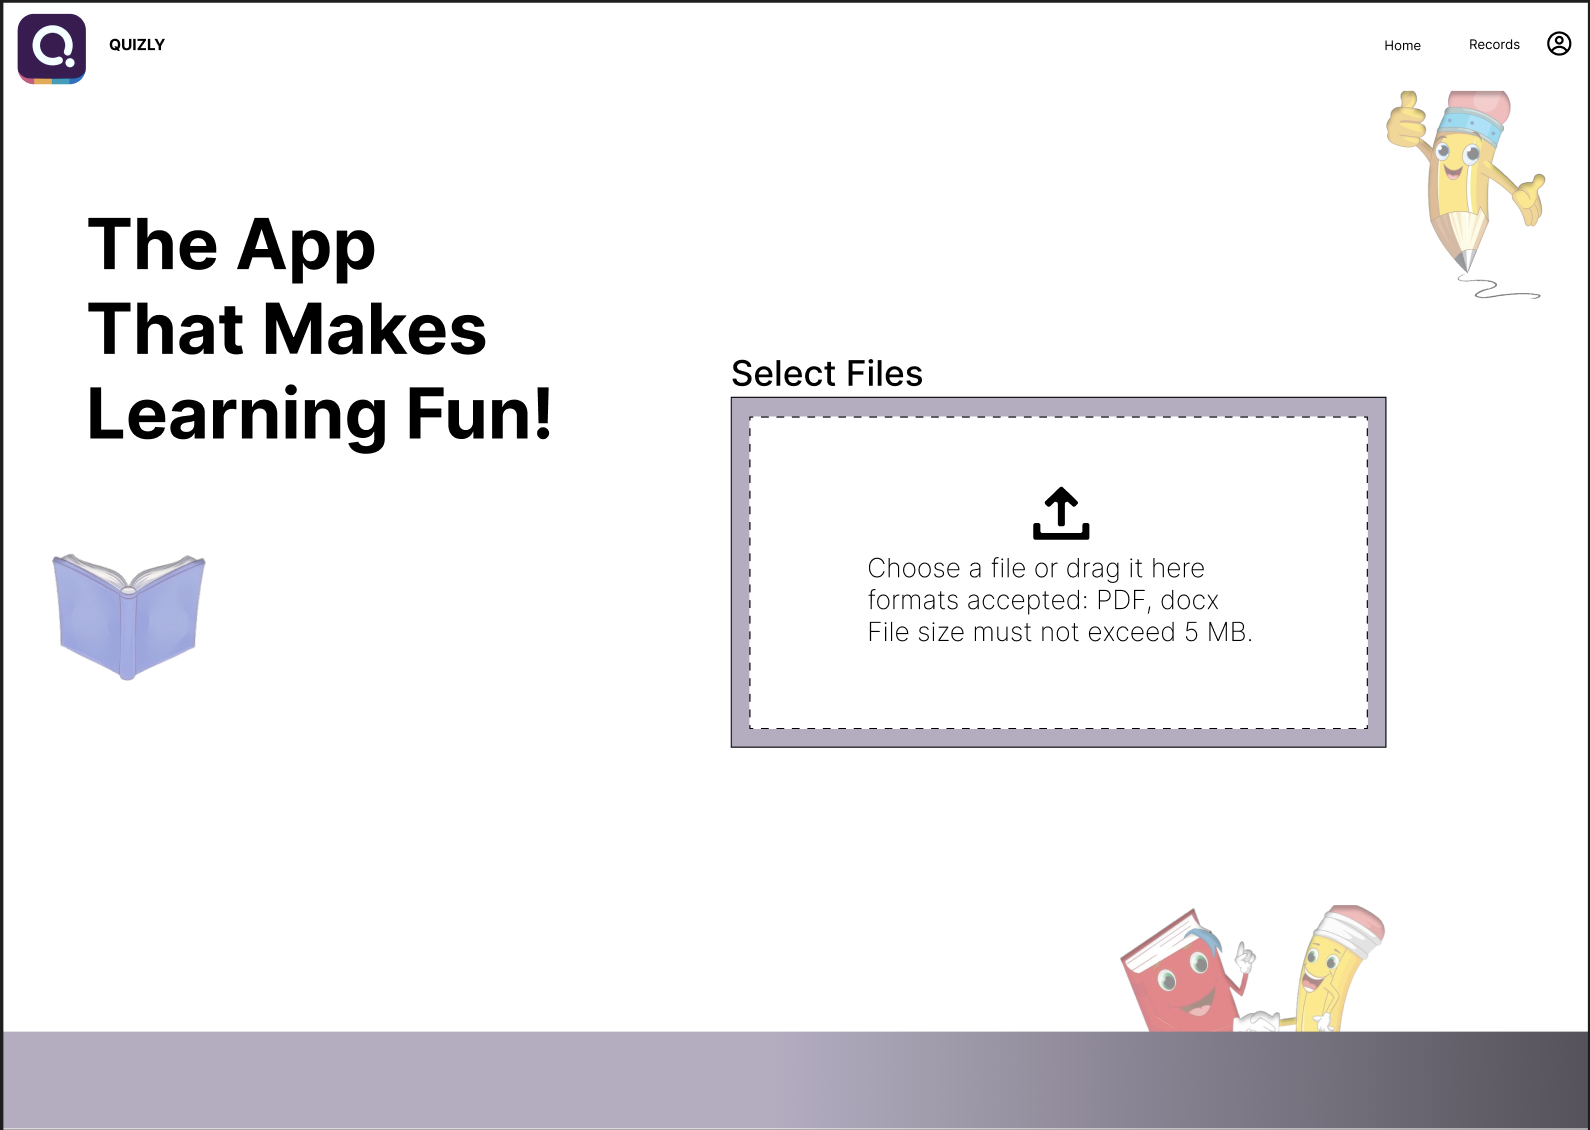 QUIZLY
Home
Records
The App
That Makes
Learning Fun!
Select Files
Choose a file or drag it here
formats accepted: PDF, docx
File size must not exceed 5 MB.